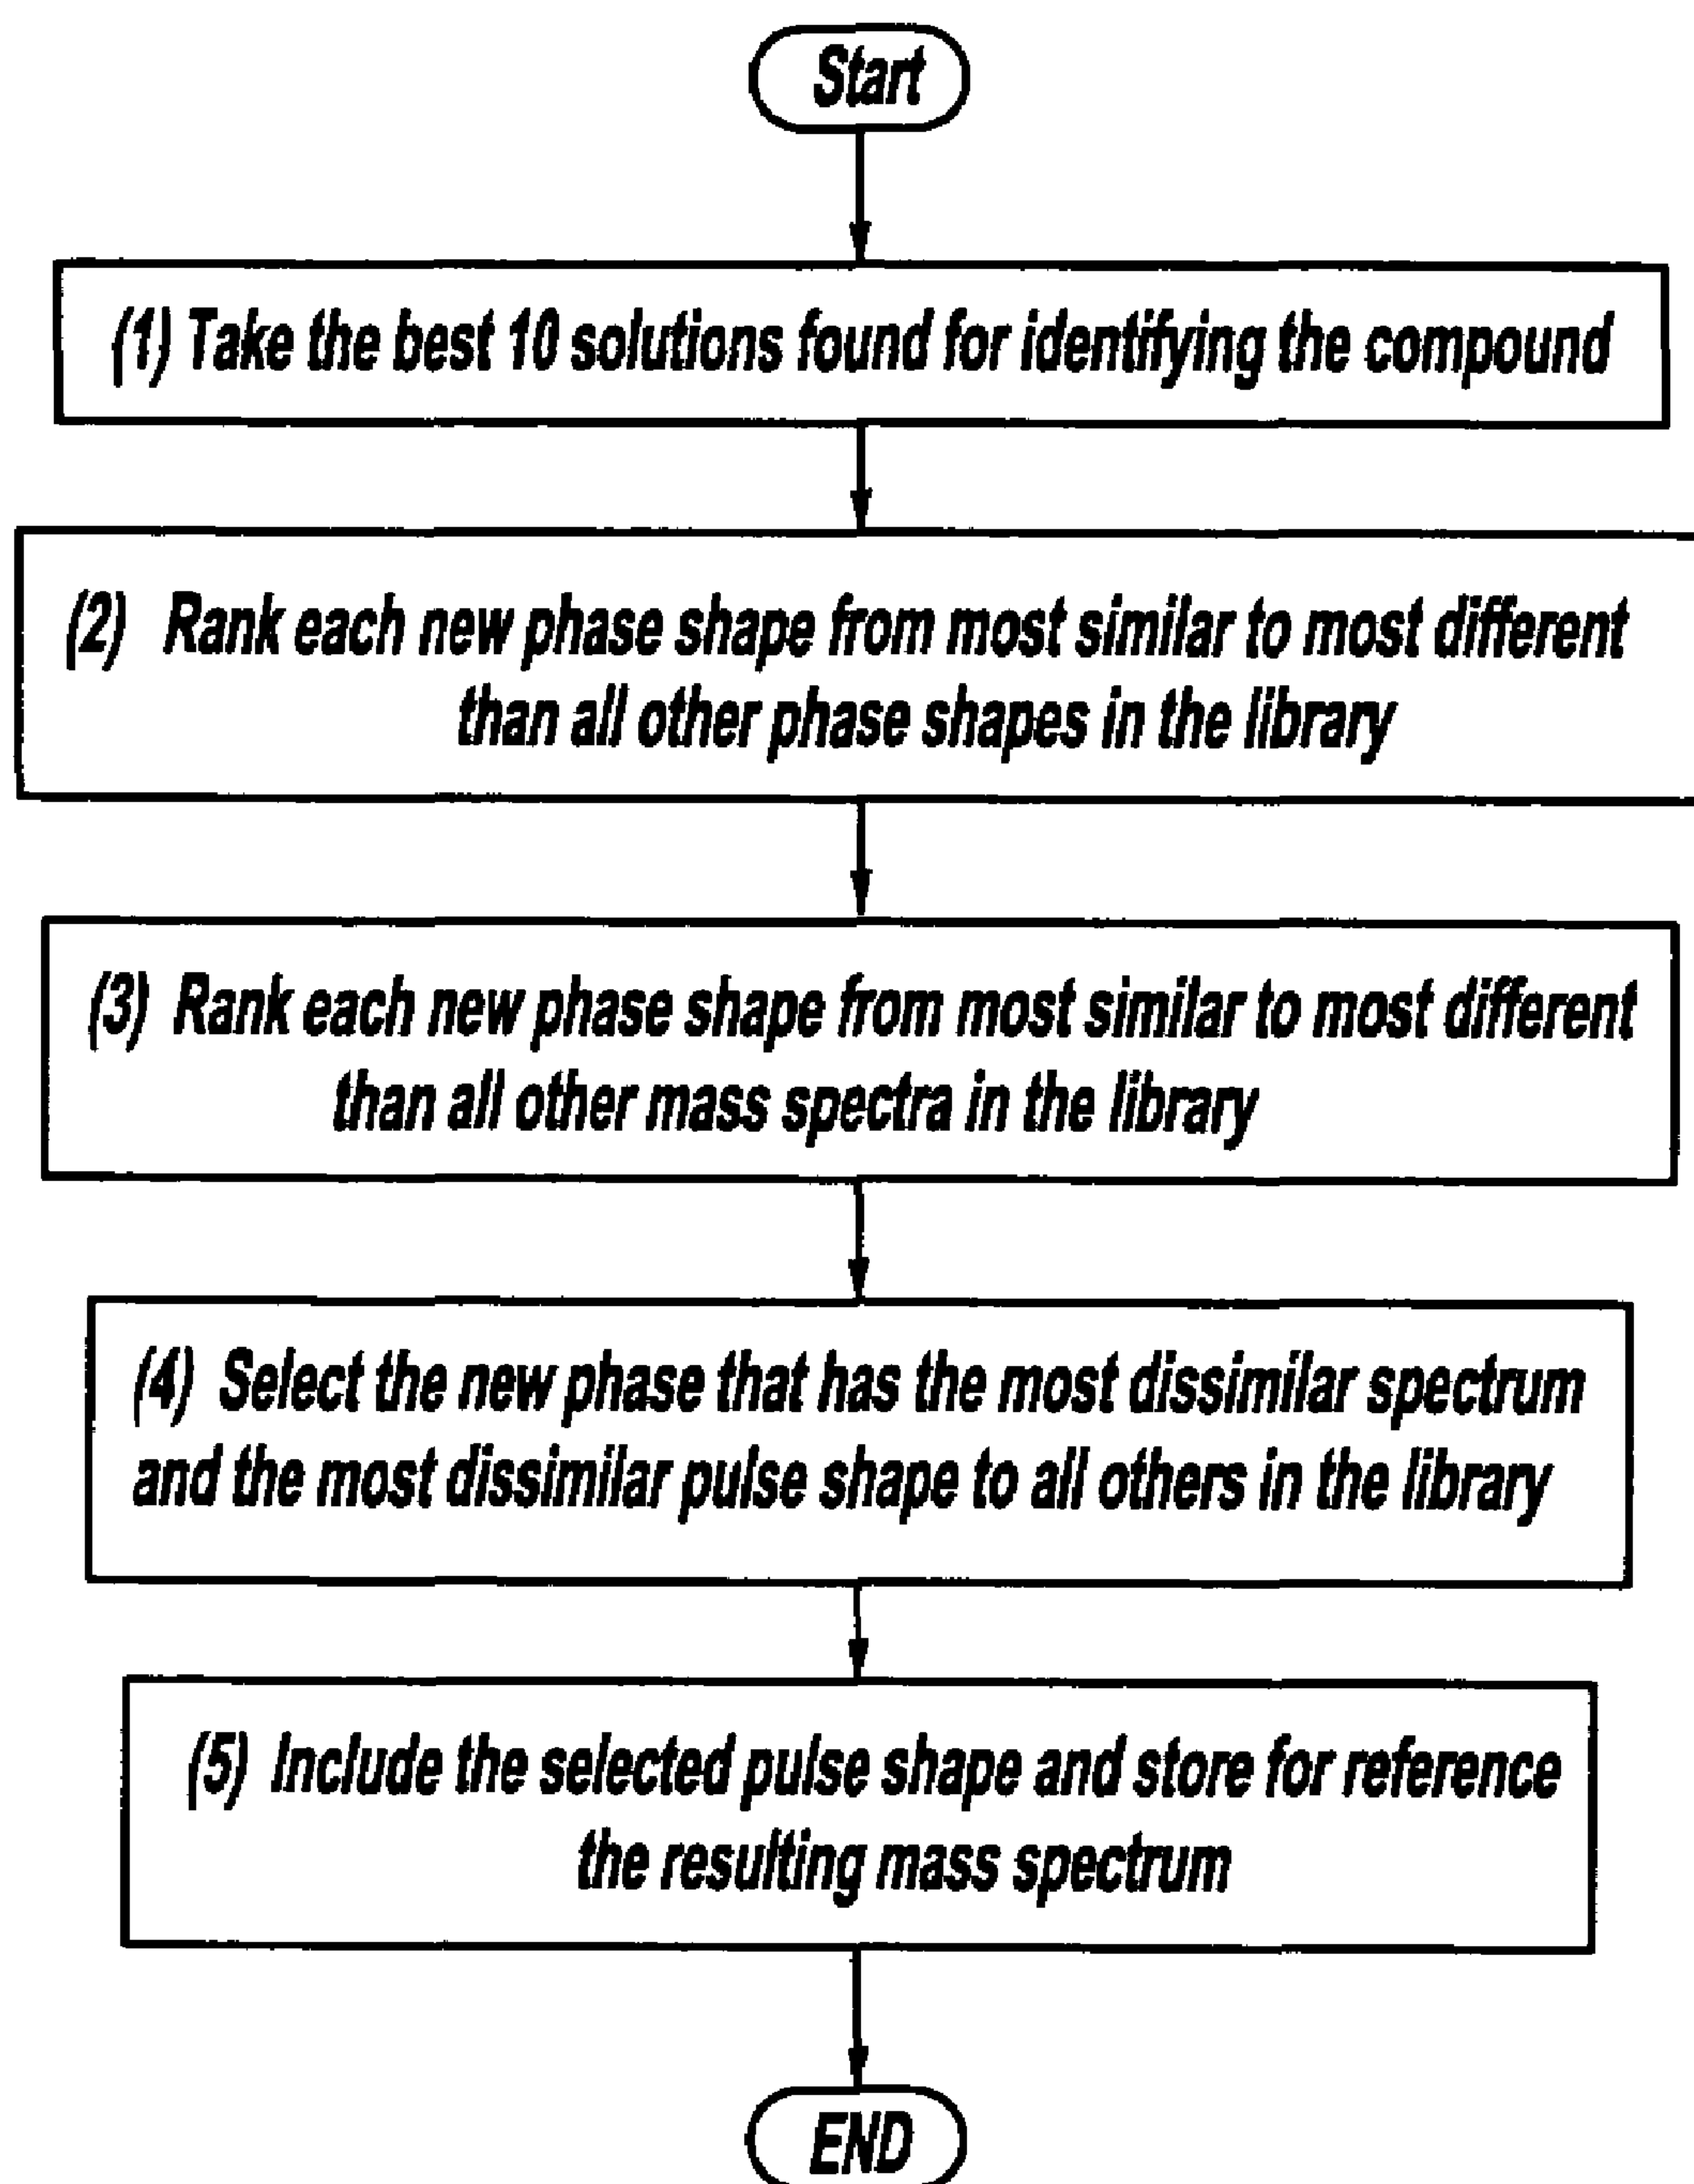 Start
(1) Take the best 10 solutions found for identifying the compound
(2) Rank each new phase shape from most similar to most different
than all other phase shapes in the library
(3) Rank each new phase shape from most similar to most different
than all other mass spectra in the library
(4) Select the new phase that has the most dissimilar spectrum
and the most dissimilar pulse shape to all others in the library
(5) Include the selected pulse shape and store for reference
the resulting mass spectrum
END